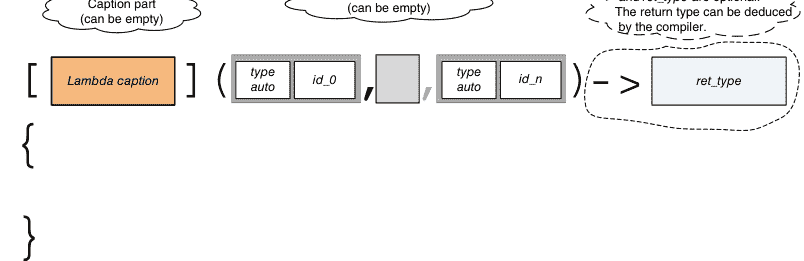 Caption part
(can be empty)
(can be empty)
The return type can be deduced
by the compiler.
[ Lambda caption ] ( type auto id_0 , , type auto id_n ) - > ret_type
{
}